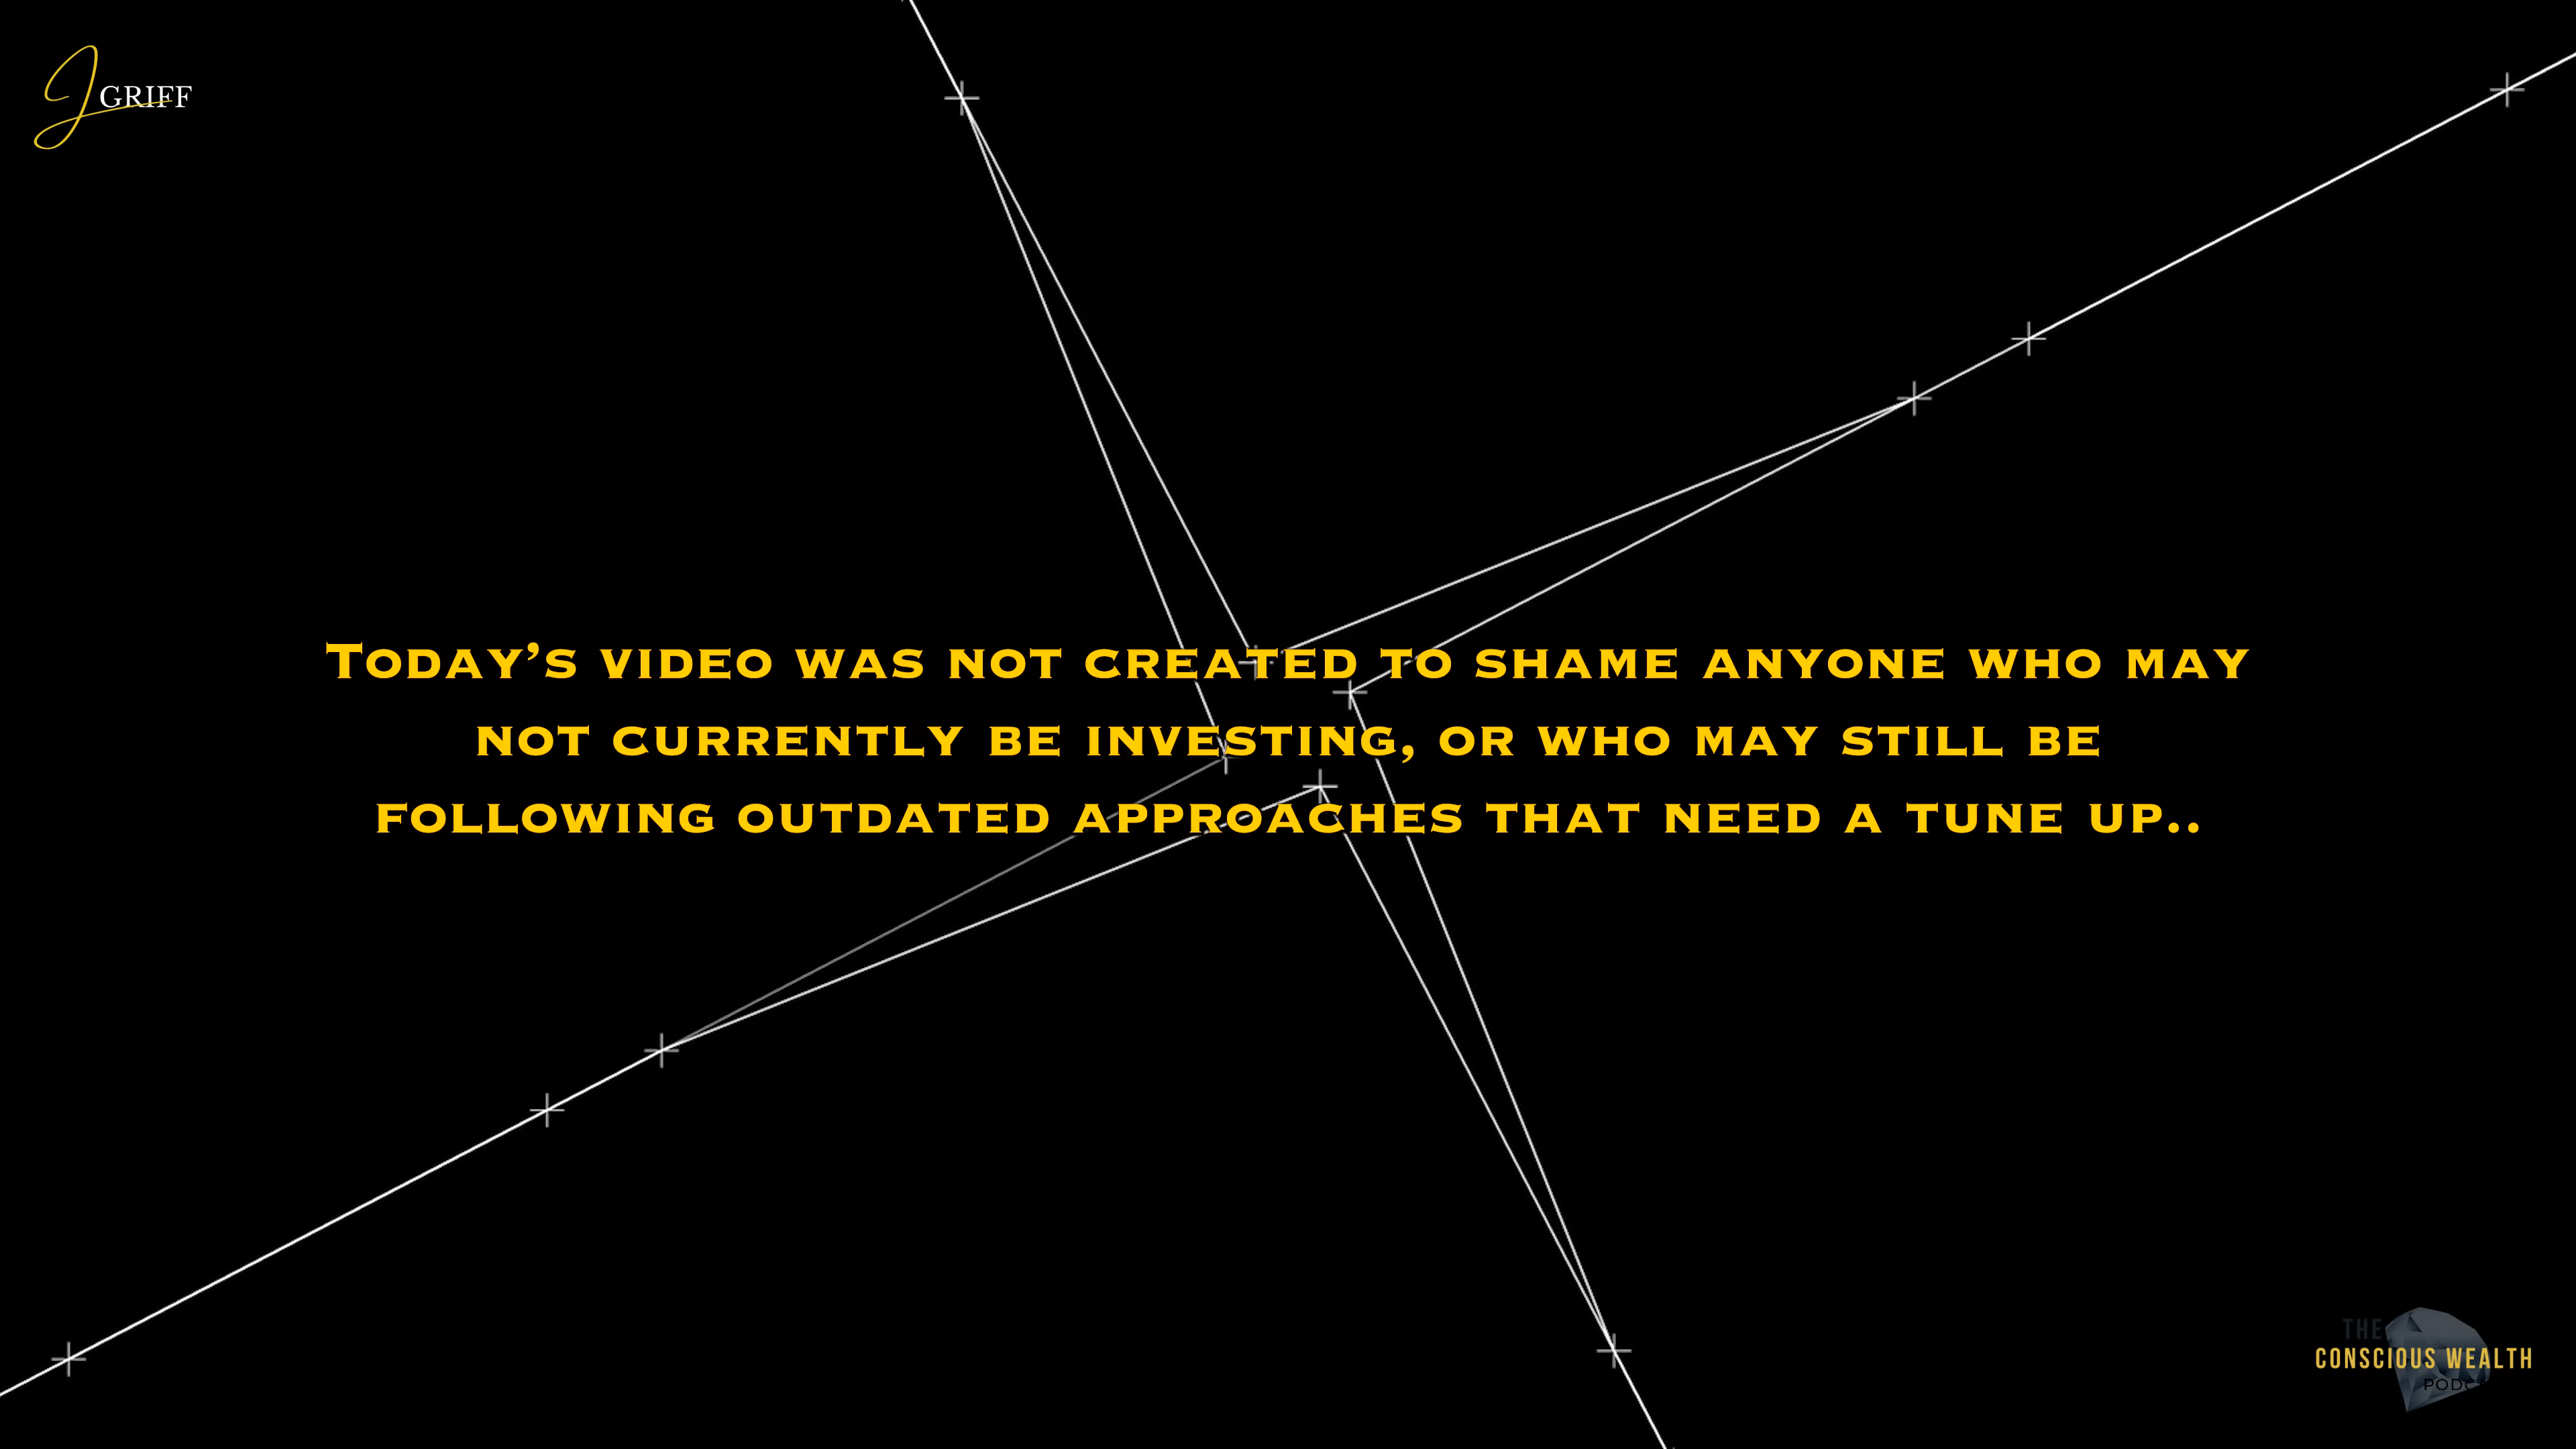 J GRIFF
Today's video was not created to shame anyone who may
not currently be investing, or who may still be
following outdated approaches that need a tune up..
THE
CONSCIOUS WEALTH